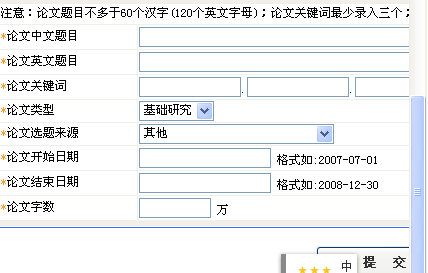 注意：论文题目不多于60个汉字(120个英文字母)；论文关键词最少录入三个；
*论文中文题目
*论文英文题目
*论文关键词 . .
*论文类型 基础研究
*论文选题来源 其他
*论文开始日期 格式如:2007-07-01
*论文结束日期 格式如:2008-12-30
*论文字数 万
中
提 交